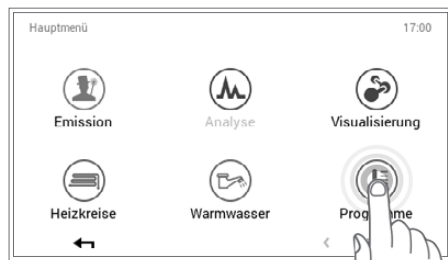 Hauptmenü 17:00
Emission Analyse Visualisierung
Heizkreise Warmwasser